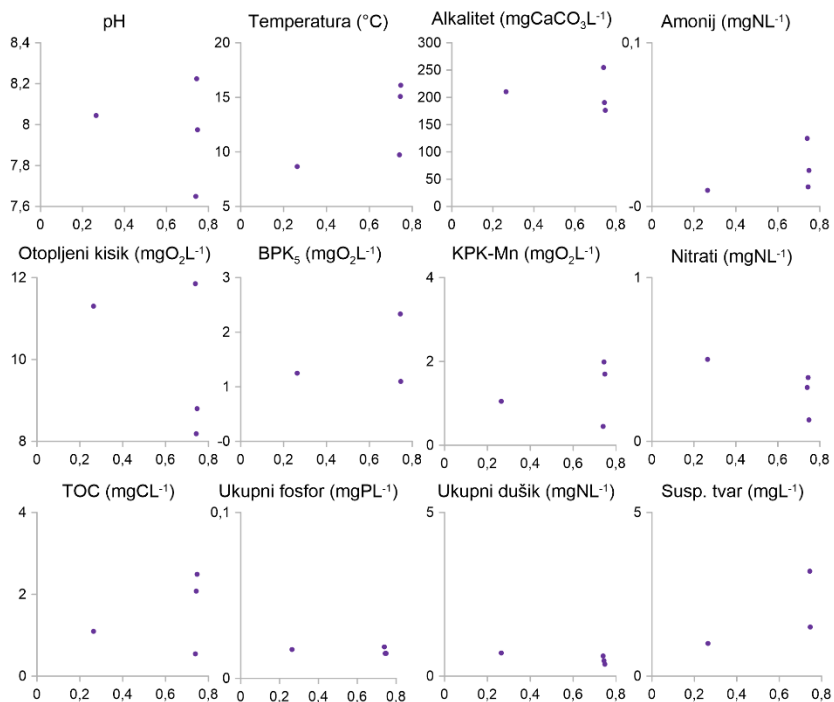 pH
8,4
8,2
8,0
7,8
7,6
0 0,2 0,4 0,6 0,8
Temperatura (°C)
20
15
10
5
0 0,2 0,4 0,6 0,8
Alkalitet (mgCaCO₃L⁻¹)
300
250
200
150
100
50
0
0 0,2 0,4 0,6 0,8
Amonij (mgNL⁻¹)
0,1
-0
0 0,2 0,4 0,6 0,8
Otopljeni kisik (mgO₂L⁻¹)
12
11
10
9
8
0 0,2 0,4 0,6 0,8
BPK₅ (mgO₂L⁻¹)
3
2
1
-0
0 0,2 0,4 0,6 0,8
KPK-Mn (mgO₂L⁻¹)
4
2
0
0 0,2 0,4 0,6 0,8
Nitrati (mgNL⁻¹)
1
0
0 0,2 0,4 0,6 0,8
TOC (mgCL⁻¹)
4
2
0
0 0,2 0,4 0,6 0,8
Ukupni fosfor (mgPL⁻¹)
0,1
0
0 0,2 0,4 0,6 0,8
Ukupni dušik (mgNL⁻¹)
5
0
0 0,2 0,4 0,6 0,8
Susp. tvar (mgL⁻¹)
5
0
0 0,2 0,4 0,6 0,8